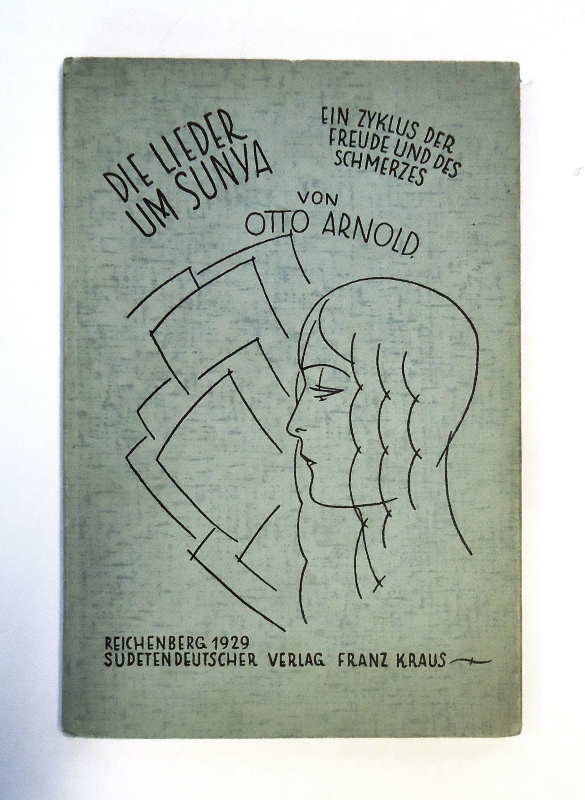 DIE LIEDER
UM SUNYA
EIN ZYKLUS DER
FREUDE UND DES
SCHMERZES
VON
OTTO ARNOLD.
REICHENBERG 1929
SUDETENDEUTSCHER VERLAG FRANZ KRAUS